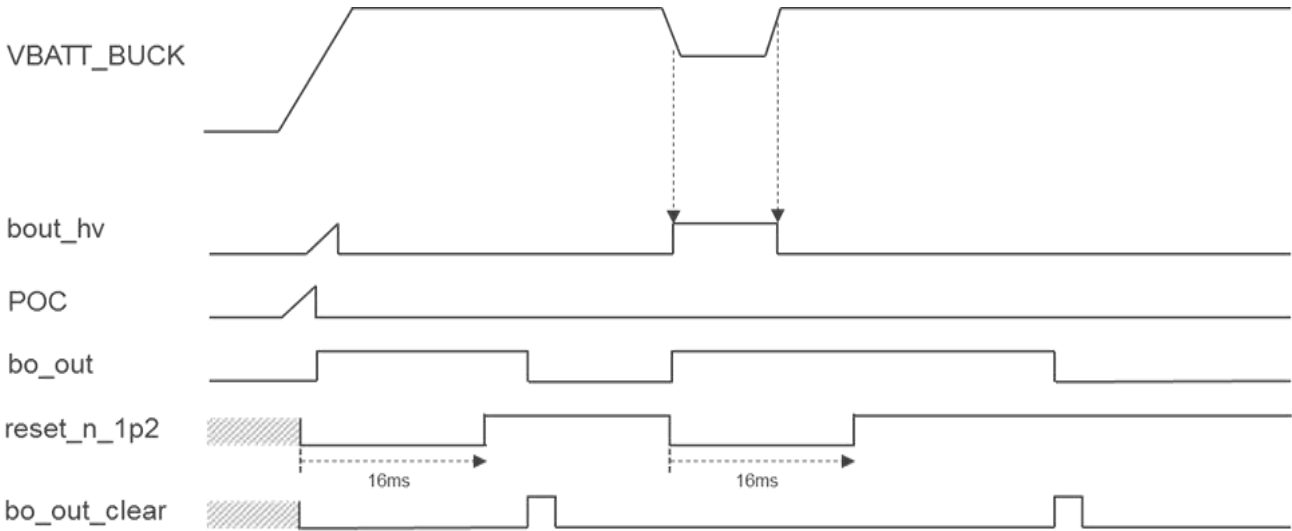 VBATT_BUCK
bout_hv
POC
bo_out
reset_n_1p2
16ms 16ms
bo_out_clear